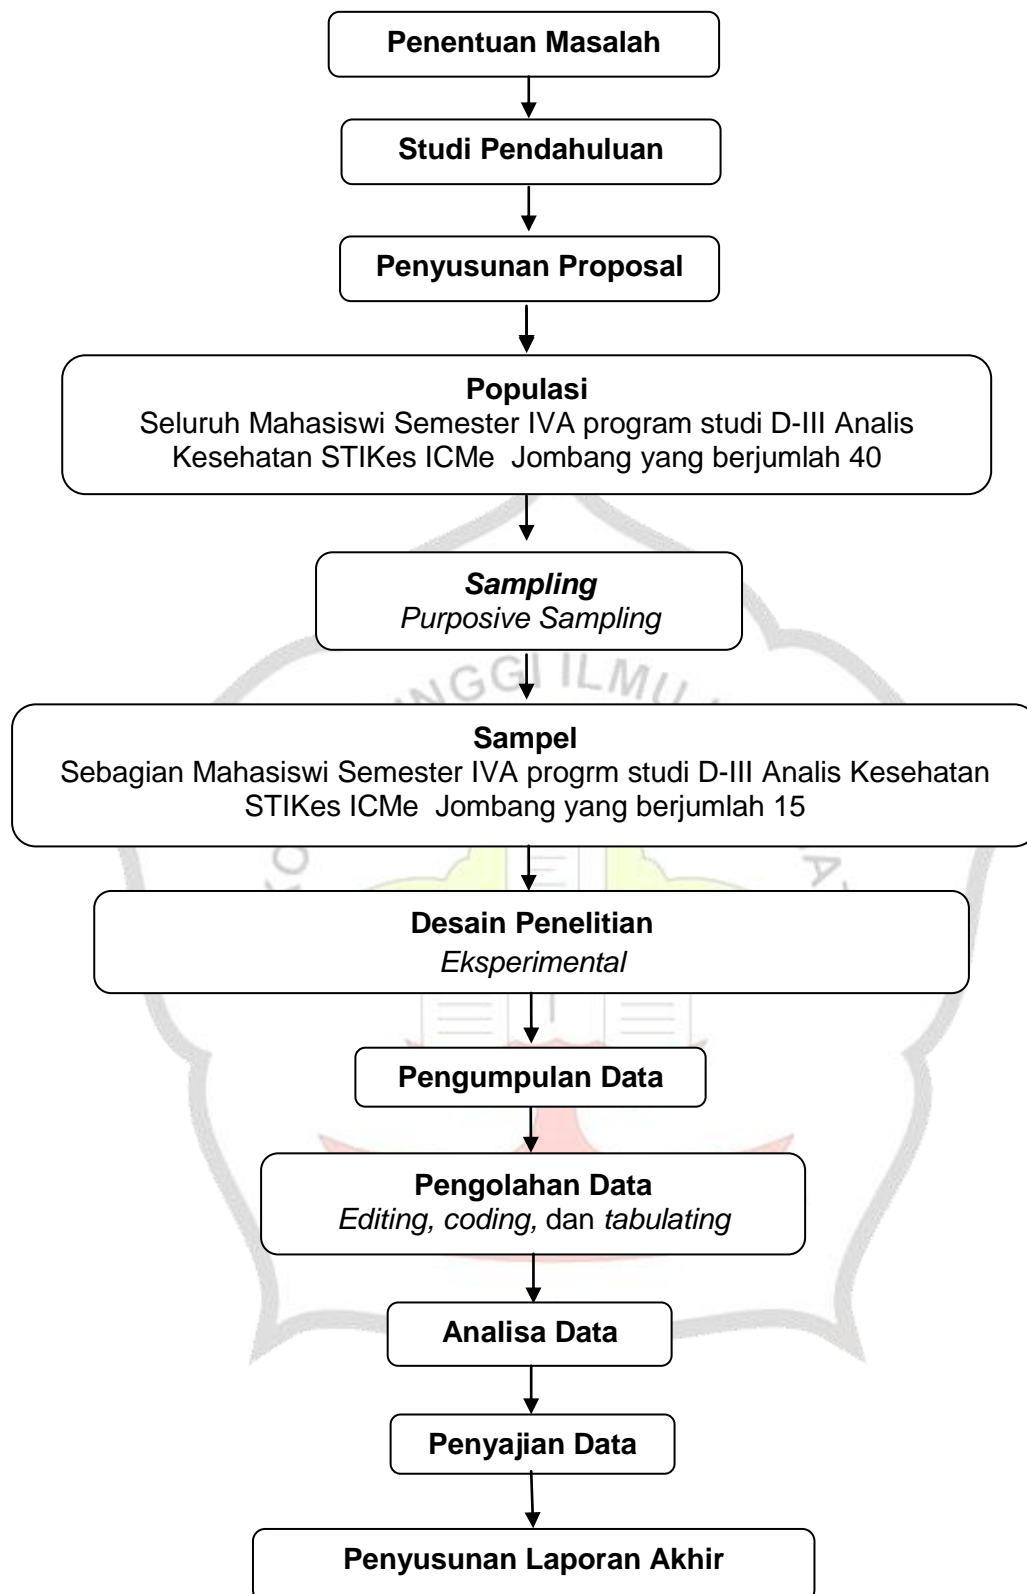 Penentuan Masalah
Studi Pendahuluan
Penyusunan Proposal
Populasi
Seluruh Mahasiswi Semester IVA program studi D-III Analis
Kesehatan STIKes ICMe Jombang yang berjumlah 40
Sampling
Purposive Sampling
NGGI ILMU
Sampel
Sebagian Mahasiswi Semester IVA progrm studi D-III Analis Kesehatan
STIKes ICMe Jombang yang berjumlah 15
Desain Penelitian
Eksperimental
Pengumpulan Data
Pengolahan Data
Editing, coding, dan tabulating
Analisa Data
Penyajian Data
Penyusunan Laporan Akhir